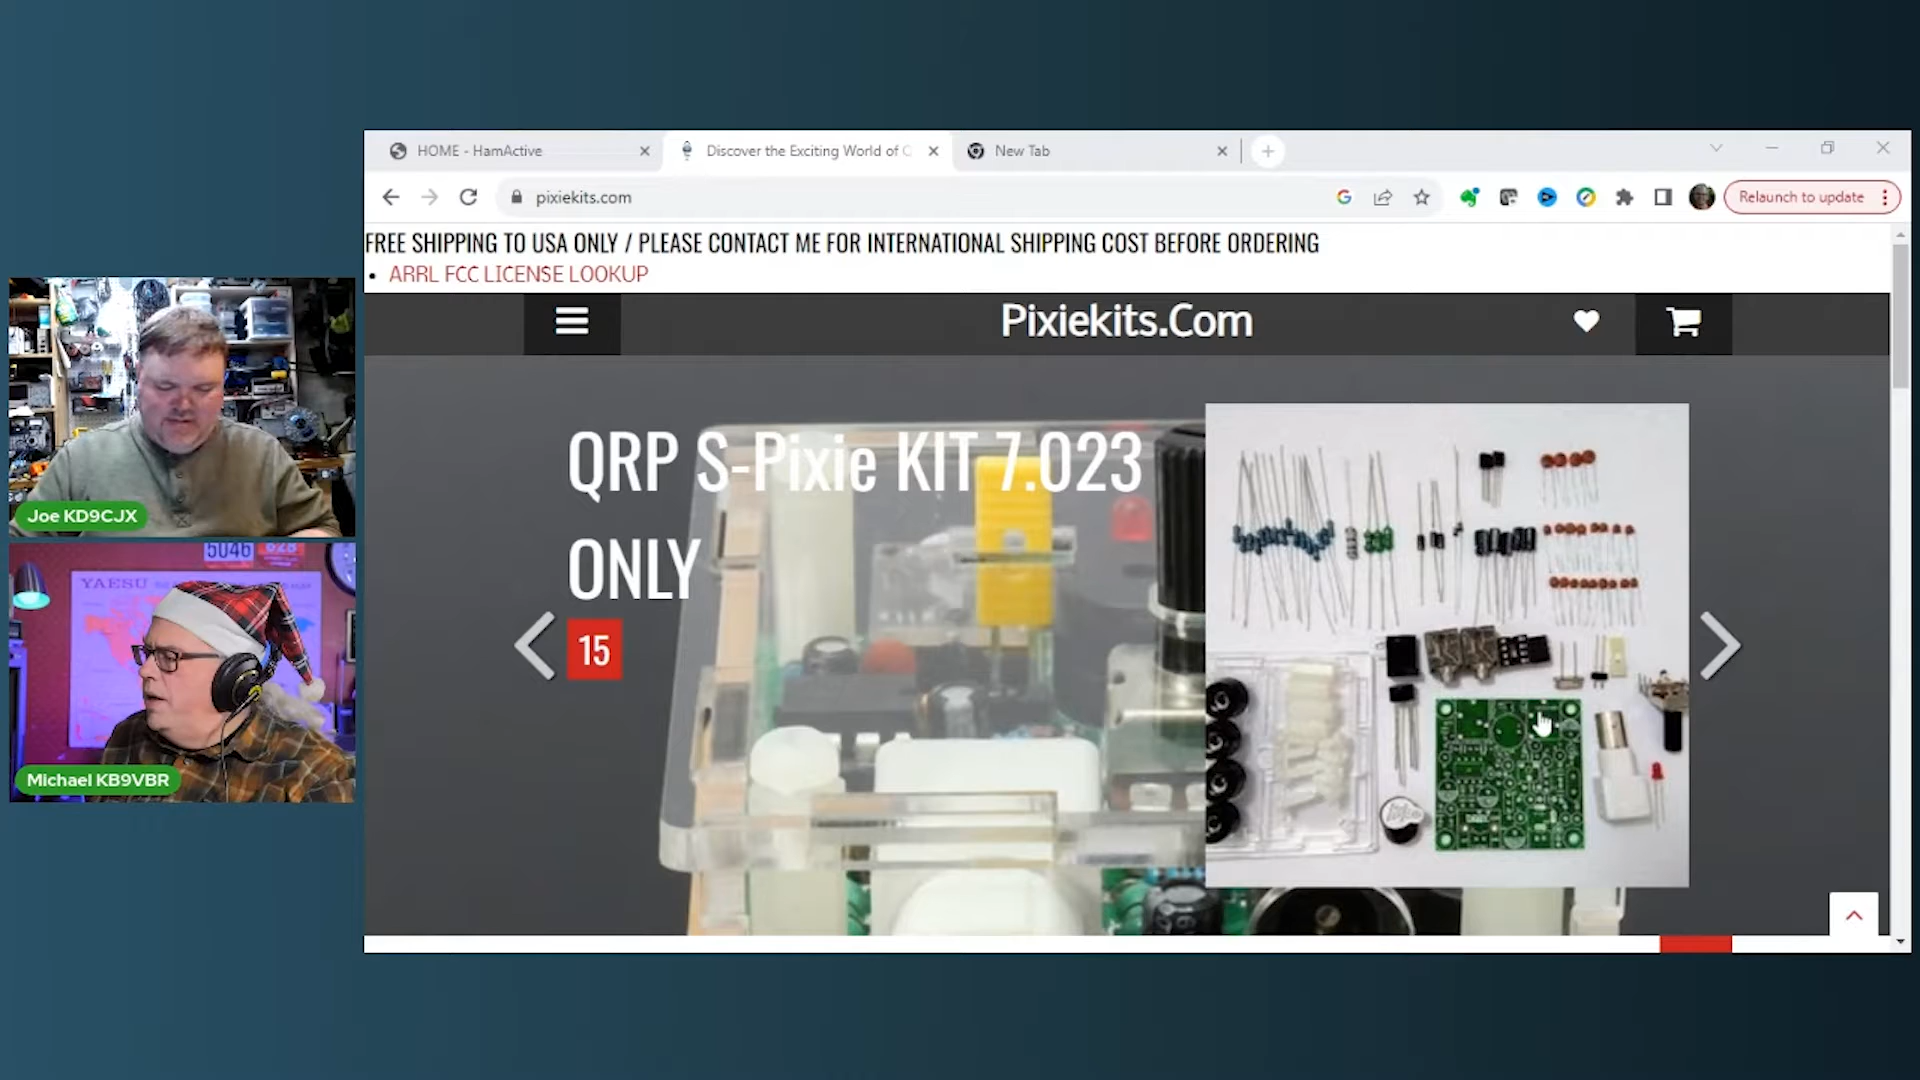 HOME - HamActive
Discover the Exciting World of C
New Tab
pixiekits.com
Relaunch to update
FREE SHIPPING TO USA ONLY / PLEASE CONTACT ME FOR INTERNATIONAL SHIPPING COST BEFORE ORDERING
• ARRL FCC LICENSE LOOKUP
Pixiekits.Com
QRP S-Pixie KIT 7.023
ONLY
15
Joe KD9CJX
5046
YAESU
Michael KB9VBR